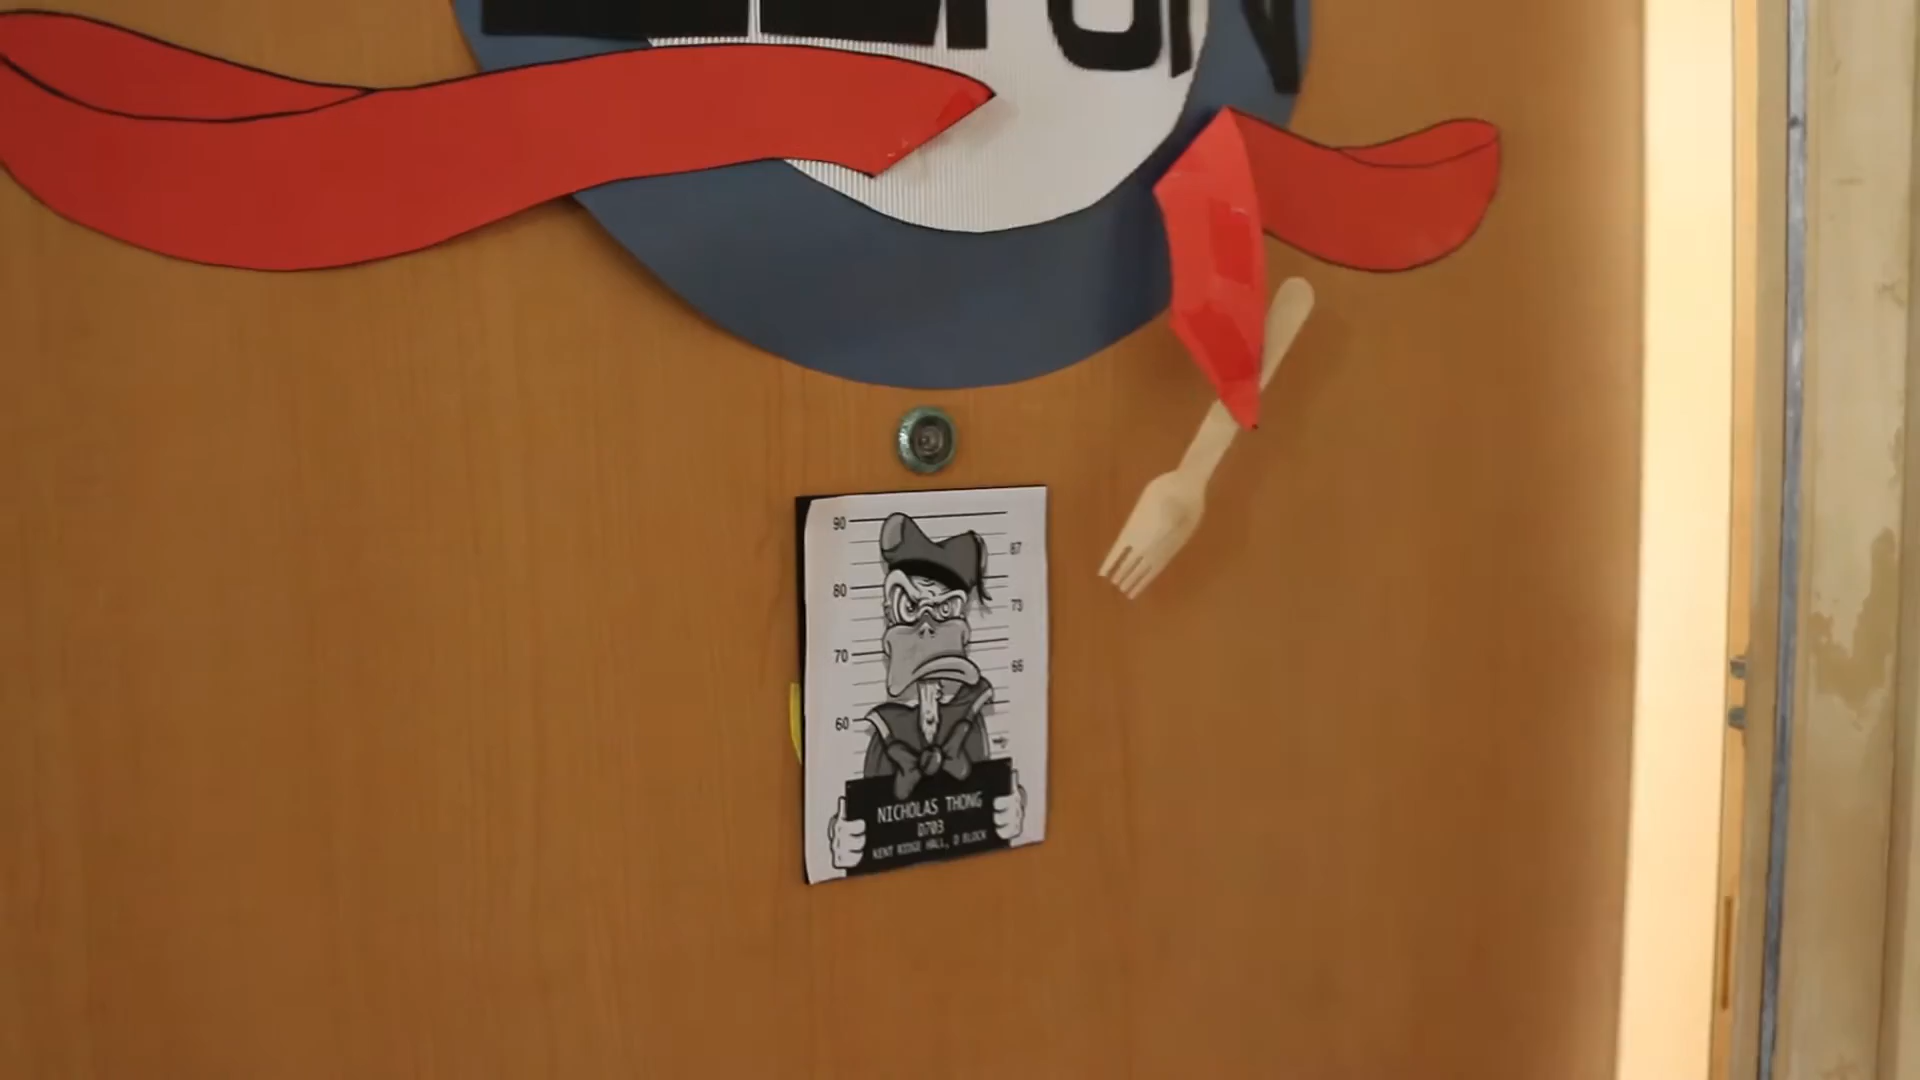 90
87
80
73
70
66
60
NICHOLAS THONG
D703
KENT RIDGE HALL, D BLOCK